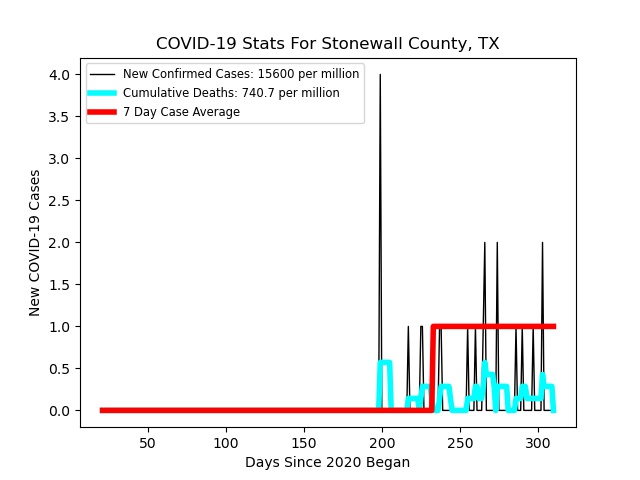 COVID-19 Stats For Stonewall County, TX
New Confirmed Cases: 15600 per million
Cumulative Deaths: 740.7 per million
7 Day Case Average
New COVID-19 Cases
4.0
3.5
3.0
2.5
2.0
1.5
1.0
0.5
0.0
50 100 150 200 250 300
Days Since 2020 Began